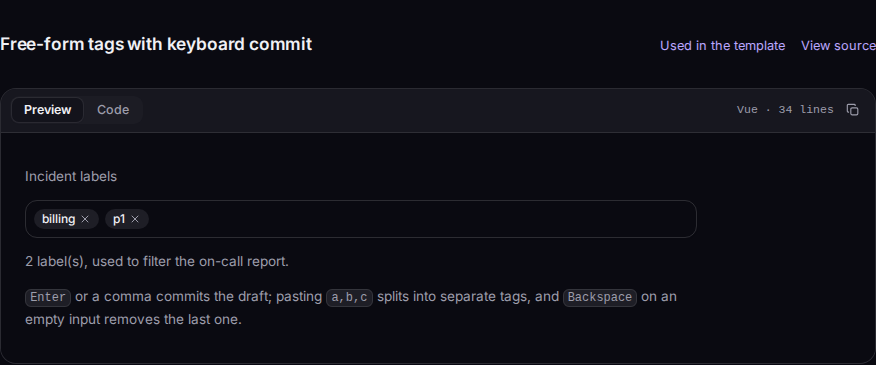 Free-form tags with keyboard commit
Used in the template
View source
Preview
Code
Vue · 34 lines
Incident labels
billing ×
p1 ×
2 label(s), used to filter the on-call report.
Enter or a comma commits the draft; pasting a,b,c splits into separate tags, and Backspace on an
empty input removes the last one.